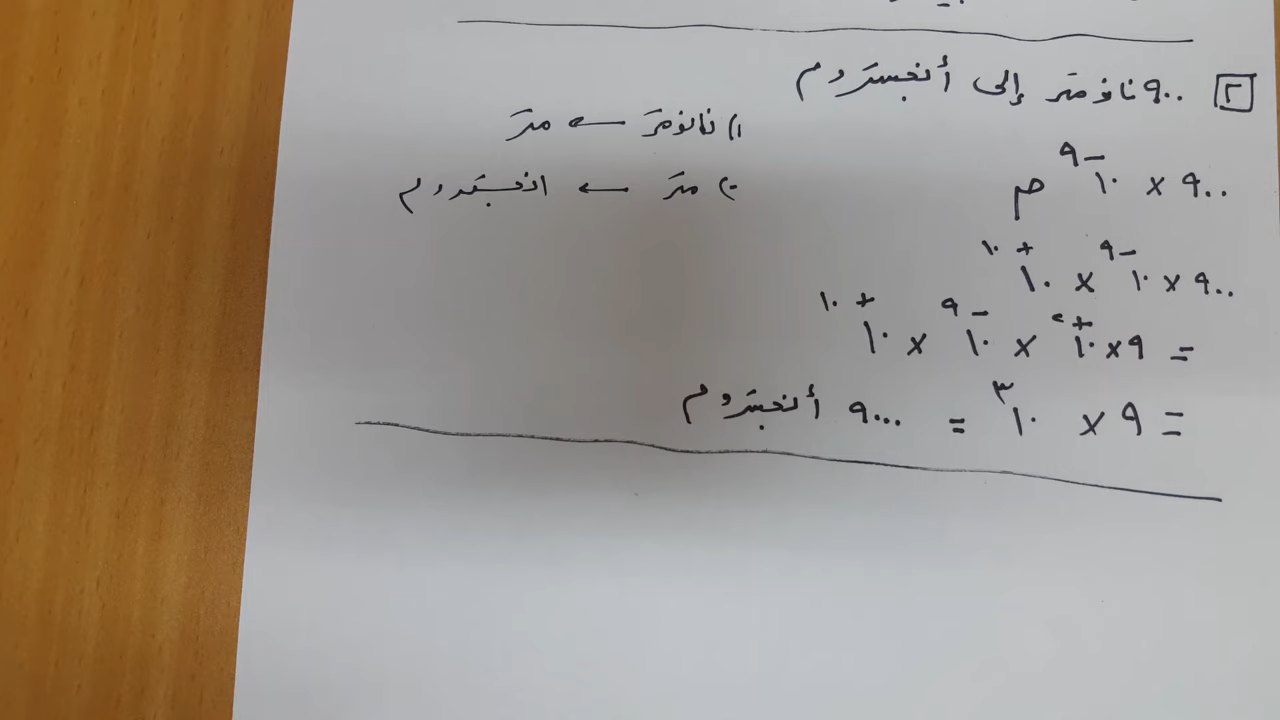 ٢ ٩٠٠ نانومتر إلى أنجستروم
١) نانومتر ← متر
٢) متر ← انجستروم
٩٠٠ × ١٠^-٩ م
٩٠٠ × ١٠^-٩ × ١٠^+١٠
= ٩ × ١٠^+٢ × ١٠^-٩ × ١٠^+١٠
= ٩ × ١٠^٣ = ٩٠٠٠ أنجستروم